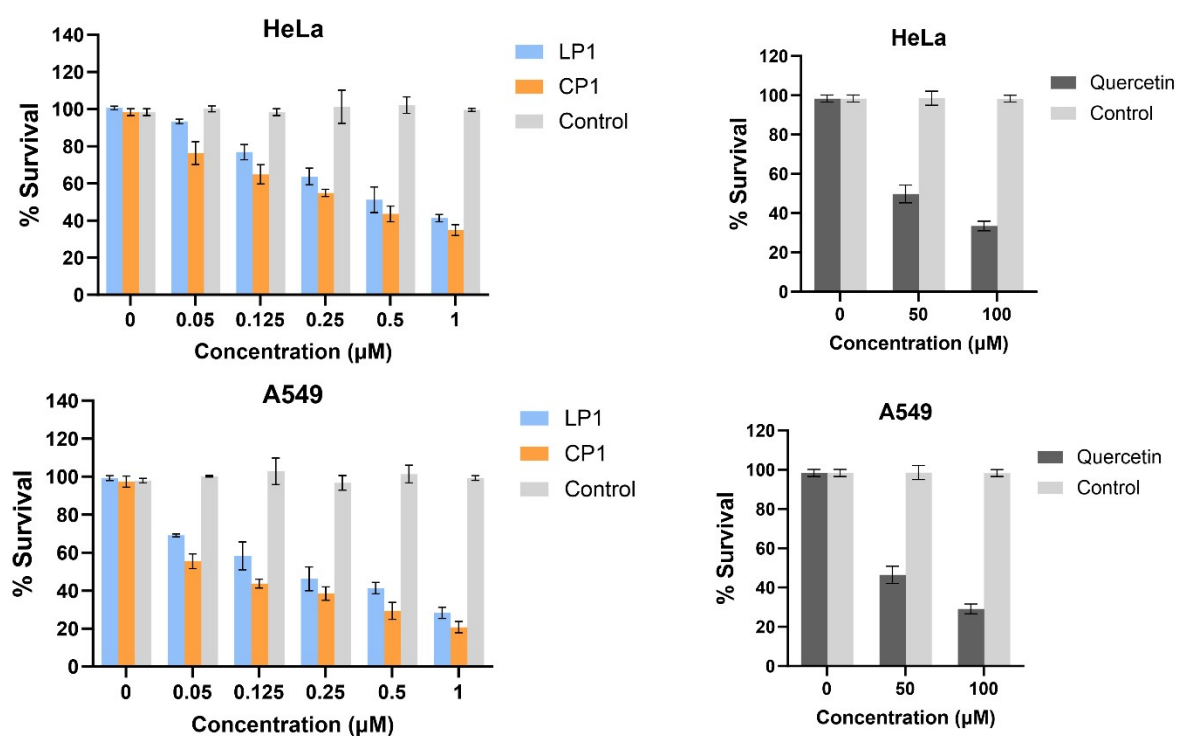 HeLa
140
120
100
80
60
40
20
0
% Survival
0 0.05 0.125 0.25 0.5 1
Concentration (µM)
LP1
CP1
Control
HeLa
120
100
80
60
40
20
0
% Survival
0 50 100
Concentration (µM)
Quercetin
Control
A549
140
120
100
80
60
40
20
0
% Survival
0 0.05 0.125 0.25 0.5 1
Concentration (µM)
LP1
CP1
Control
A549
120
100
80
60
40
20
0
% Survival
0 50 100
Concentration (µM)
Quercetin
Control